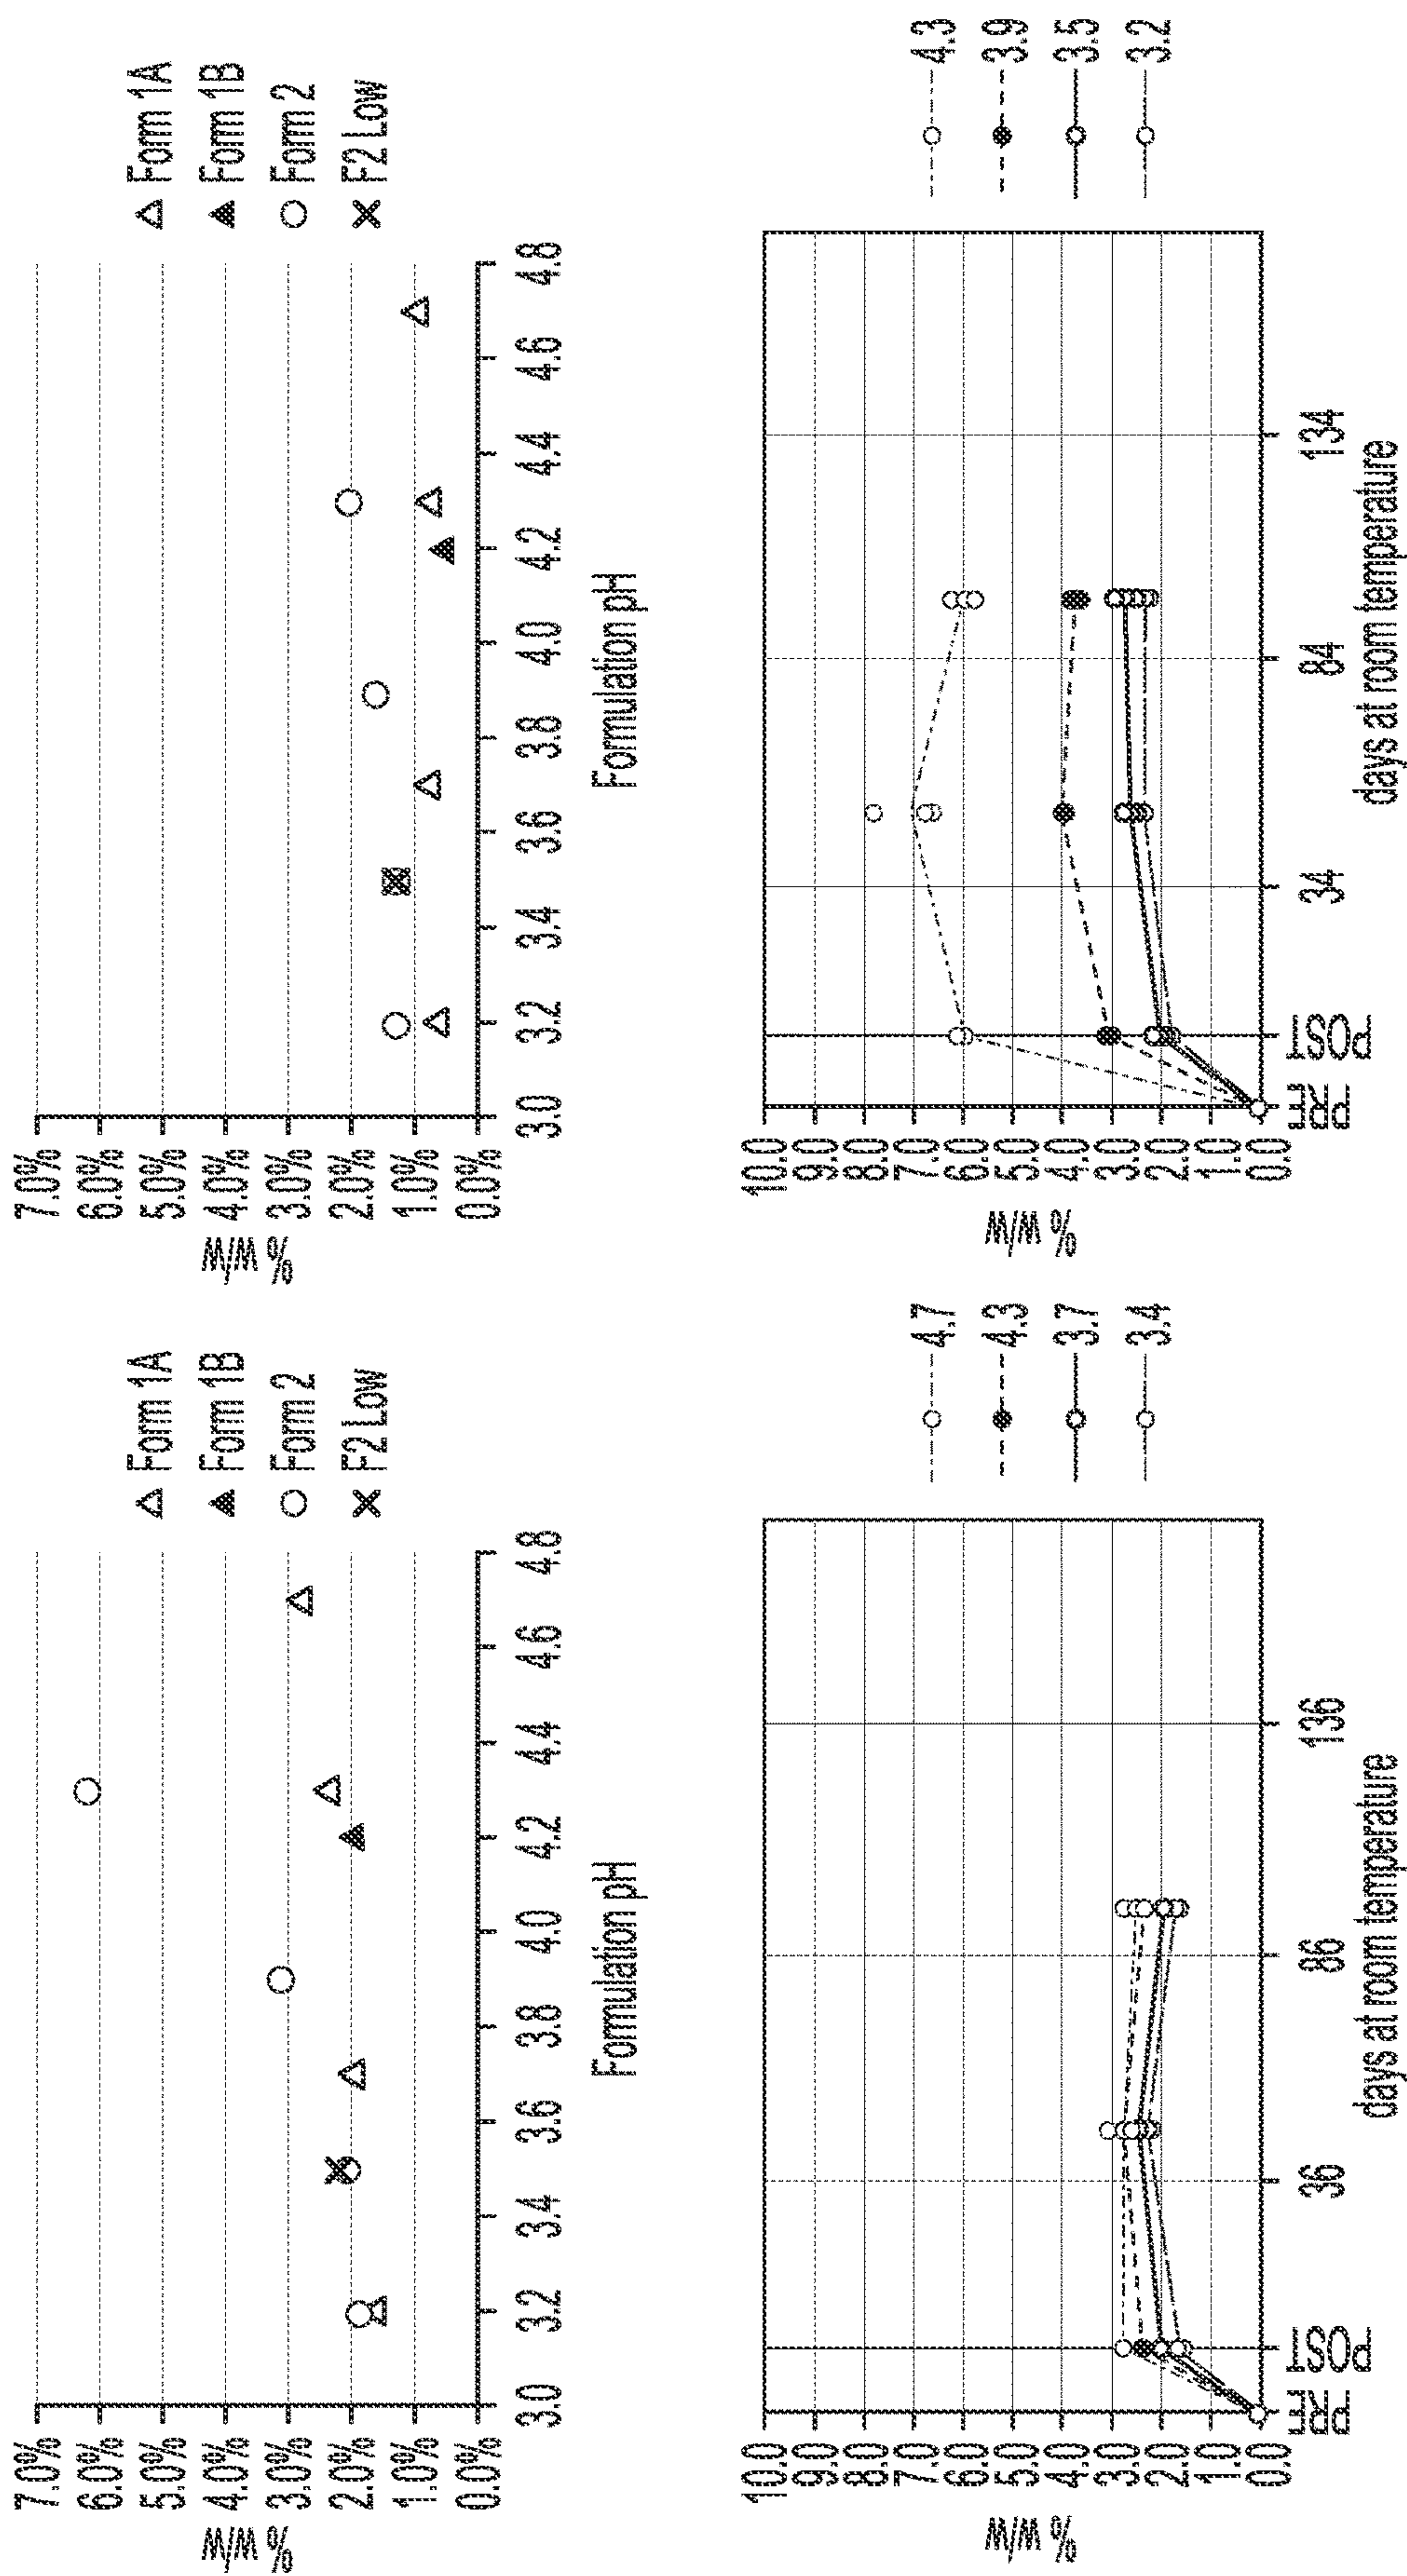 7.0%
6.0%
5.0%
4.0%
3.0%
2.0%
1.0%
0.0%
% w/w
3.0 3.2 3.4 3.6 3.8 4.0 4.2 4.4 4.6 4.8
Formulation pH
Form 1A
Form 1B
Form 2
F2 Low
7.0%
6.0%
5.0%
4.0%
3.0%
2.0%
1.0%
0.0%
% w/w
3.0 3.2 3.4 3.6 3.8 4.0 4.2 4.4 4.6 4.8
Formulation pH
Form 1A
Form 1B
Form 2
F2 Low
10.0
9.0
8.0
7.0
6.0
5.0
4.0
3.0
2.0
1.0
0.0
% w/w
PRE POST 36 86 136
days at room temperature
4.7
4.3
3.7
3.4
10.0
9.0
8.0
7.0
6.0
5.0
4.0
3.0
2.0
1.0
0.0
% w/w
PRE POST 34 84 134
days at room temperature
4.3
3.9
3.5
3.2